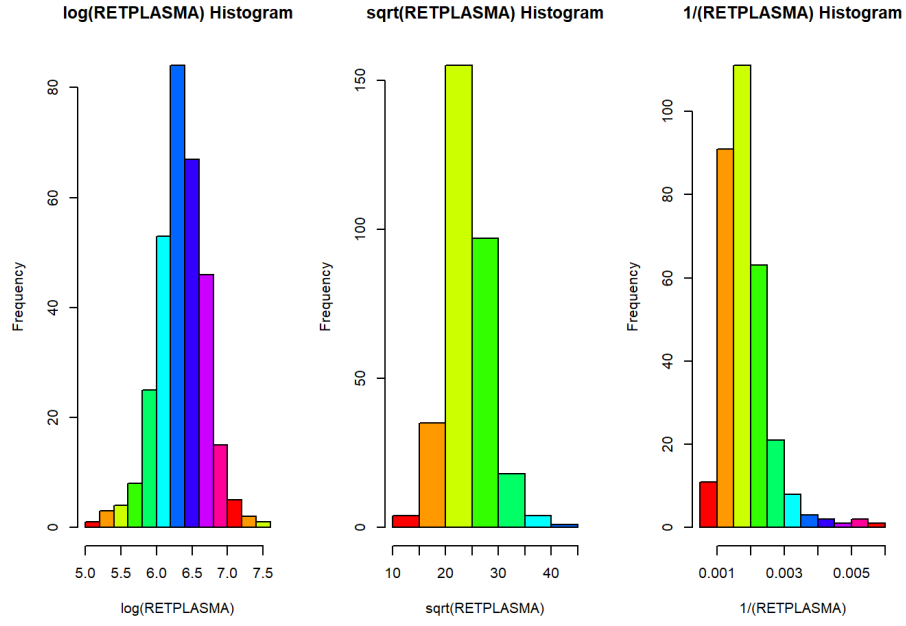 log(RETPLASMA) Histogram
Frequency
0 20 40 60 80
5.0 5.5 6.0 6.5 7.0 7.5
log(RETPLASMA)
sqrt(RETPLASMA) Histogram
Frequency
0 50 100 150
10 20 30 40
sqrt(RETPLASMA)
1/(RETPLASMA) Histogram
Frequency
0 20 40 60 80 100
0.001 0.003 0.005
1/(RETPLASMA)